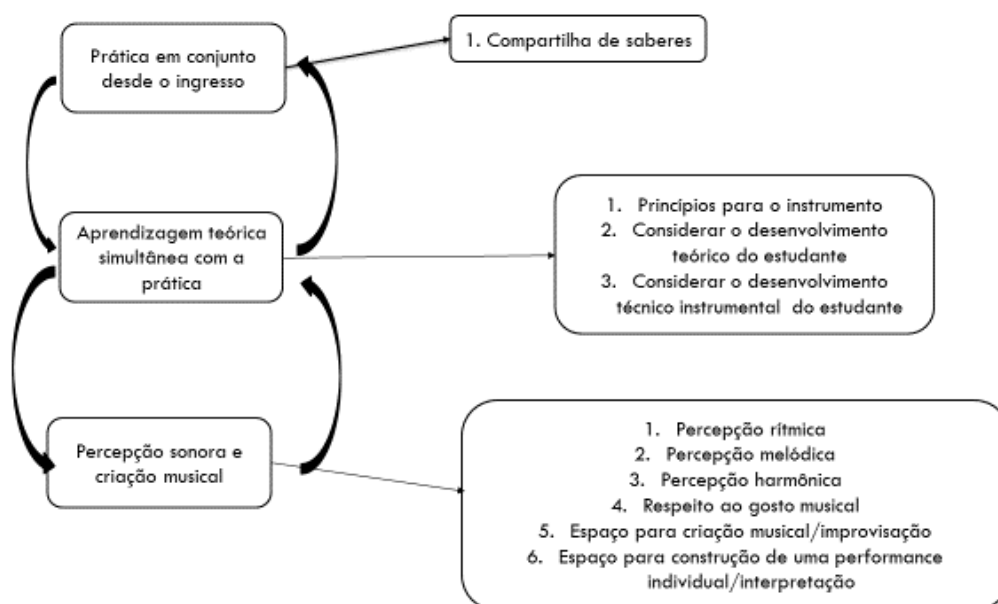 Prática em conjunto
desde o ingresso
1. Compartilha de saberes
Aprendizagem teórica
simultânea com a
prática
1. Princípios para o instrumento
2. Considerar o desenvolvimento
teórico do estudante
3. Considerar o desenvolvimento
técnico instrumental do estudante
Percepção sonora e
criação musical
1. Percepção rítmica
2. Percepção melódica
3. Percepção harmônica
4. Respeito ao gosto musical
5. Espaço para criação musical/improvisação
6. Espaço para construção de uma performance
individual/interpretação